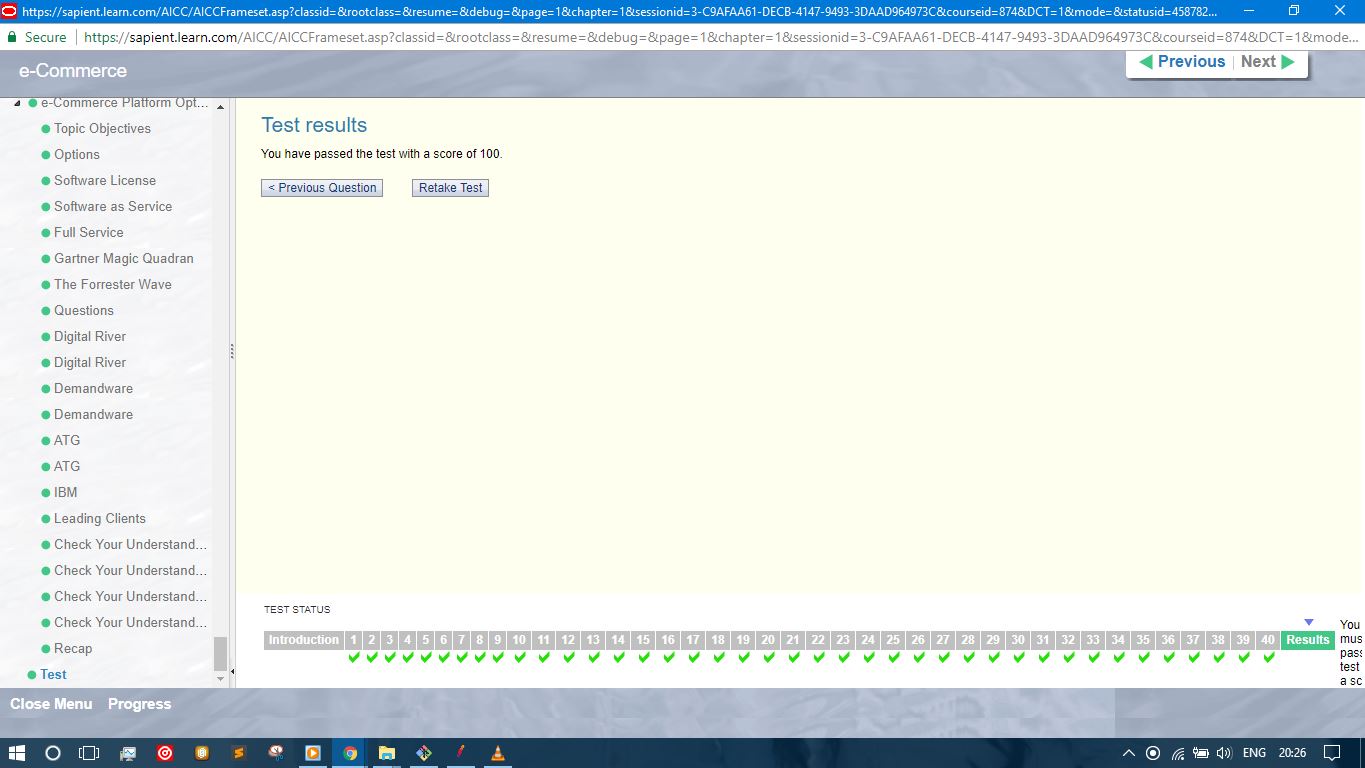 https://sapient.learn.com/AICC/AICCFrameset.asp?classid=&rootclass=&resume=&debug=&page=1&chapter=1&sessionid=3-C9AFAA61-DECB-4147-9493-3DAAD964973C&courseid=874&DCT=1&mode=&statusid=458782...
Secure https://sapient.learn.com/AICC/AICCFrameset.asp?classid=&rootclass=&resume=&debug=&page=1&chapter=1&sessionid=3-C9AFAA61-DECB-4147-9493-3DAAD964973C&courseid=874&DCT=1&mode...
e-Commerce
Previous | Next
e-Commerce Platform Opt...
Topic Objectives
Options
Software License
Software as Service
Full Service
Gartner Magic Quadran
The Forrester Wave
Questions
Digital River
Digital River
Demandware
Demandware
ATG
ATG
IBM
Leading Clients
Check Your Understand...
Check Your Understand...
Check Your Understand...
Check Your Understand...
Recap
Test
Test results
You have passed the test with a score of 100.
< Previous Question
Retake Test
TEST STATUS
Introduction 1 2 3 4 5 6 7 8 9 10 11 12 13 14 15 16 17 18 19 20 21 22 23 24 25 26 27 28 29 30 31 32 33 34 35 36 37 38 39 40 Results
You
mus
pass
test
a sc
Close Menu Progress
ENG 20:26